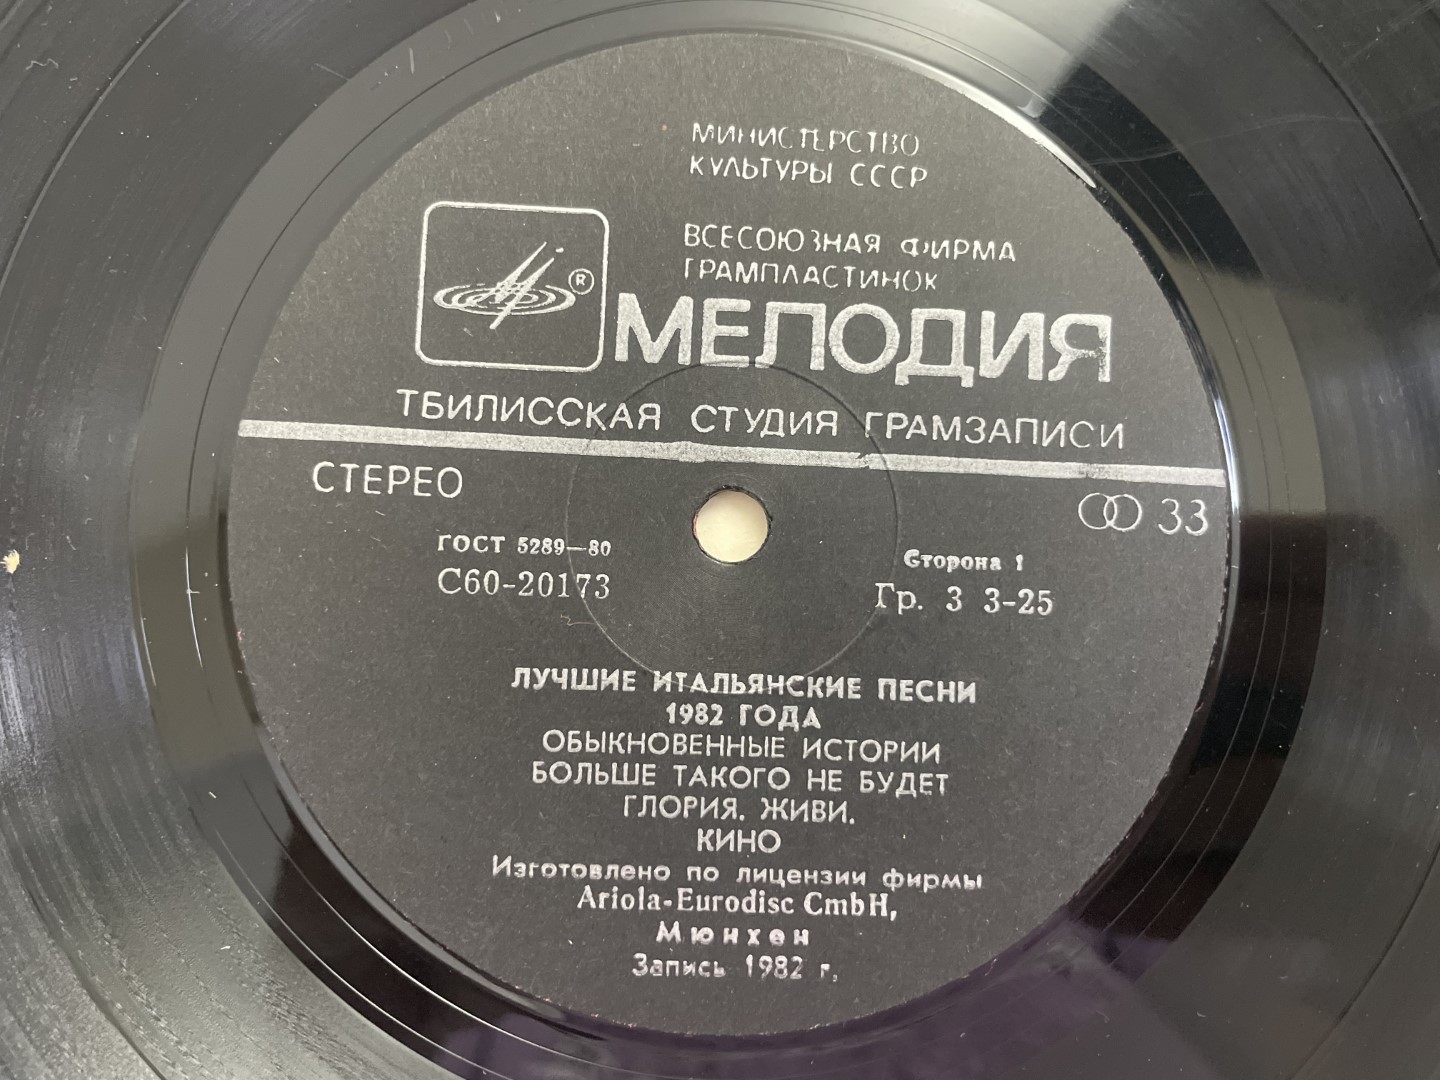 МИНИСТЕРСТВО
КУЛЬТУРЫ СССР
ВСЕСОЮЗНАЯ ФИРМА
ГРАМПЛАСТИНОК
®
МЕЛОДИЯ
ТБИЛИССКАЯ СТУДИЯ ГРАМЗАПИСИ
СТЕРЕО
33
ГОСТ 5289—80
Сторона 1
С60-20173
Гр. 3 3-25
ЛУЧШИЕ ИТАЛЬЯНСКИЕ ПЕСНИ
1982 ГОДА
ОБЫКНОВЕННЫЕ ИСТОРИИ
БОЛЬШЕ ТАКОГО НЕ БУДЕТ
ГЛОРИЯ. ЖИВИ.
КИНО
Изготовлено по лицензии фирмы
Ariola-Eurodisc CmbH,
Мюнхен
Запись 1982 г.